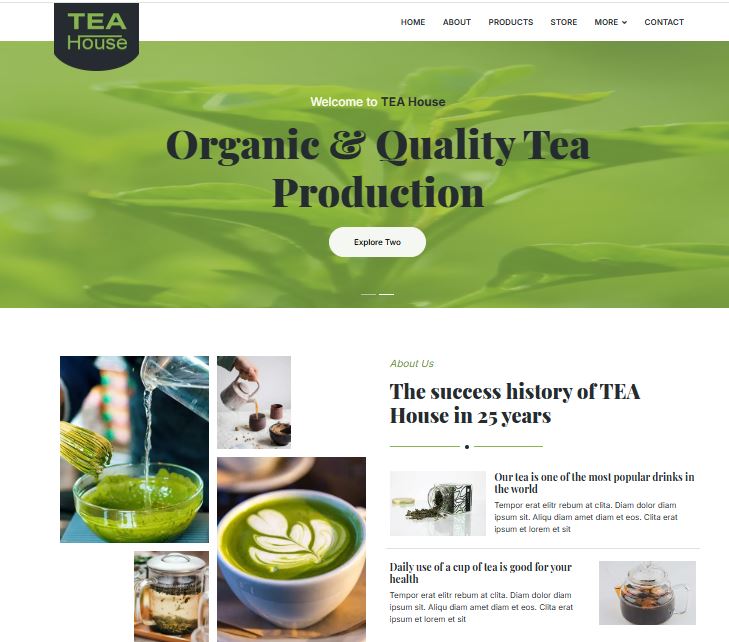 TEA
House
HOME ABOUT PRODUCTS STORE MORE CONTACT
Welcome to TEA House
Organic & Quality Tea
Production
Explore Two
About Us
The success history of TEA
House in 25 years
Our tea is one of the most popular drinks in
the world
Tempor erat elitr rebum at clita. Diam dolor diam
ipsum sit. Aliqu diam amet diam et eos. Clita erat
ipsum et lorem et sit
Daily use of a cup of tea is good for your
health
Tempor erat elitr rebum at clita. Diam dolor diam
ipsum sit. Aliqu diam amet diam et eos. Clita erat
ipsum et lorem et sit